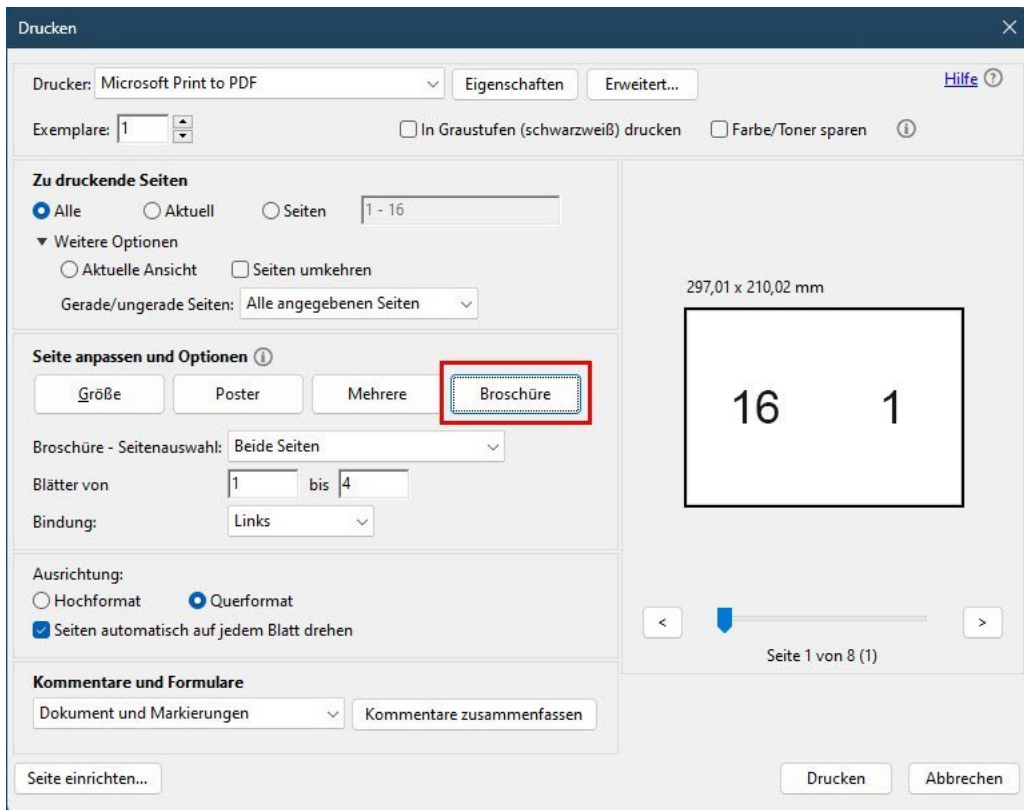 Drucken
Drucker: Microsoft Print to PDF Eigenschaften Erweitert... Hilfe
Exemplare: 1 In Graustufen (schwarzweiß) drucken Farbe/Toner sparen
Zu druckende Seiten
Alle Aktuell Seiten 1 - 16
Weitere Optionen
Aktuelle Ansicht Seiten umkehren
Gerade/ungerade Seiten: Alle angegebenen Seiten
Seite anpassen und Optionen
Größe Poster Mehrere Broschüre
Broschüre - Seitenauswahl: Beide Seiten
Blätter von 1 bis 4
Bindung: Links
Ausrichtung:
Hochformat Querformat
Seiten automatisch auf jedem Blatt drehen
Kommentare und Formulare
Dokument und Markierungen Kommentare zusammenfassen
297,01 x 210,02 mm
16 1
< >
Seite 1 von 8 (1)
Seite einrichten... Drucken Abbrechen